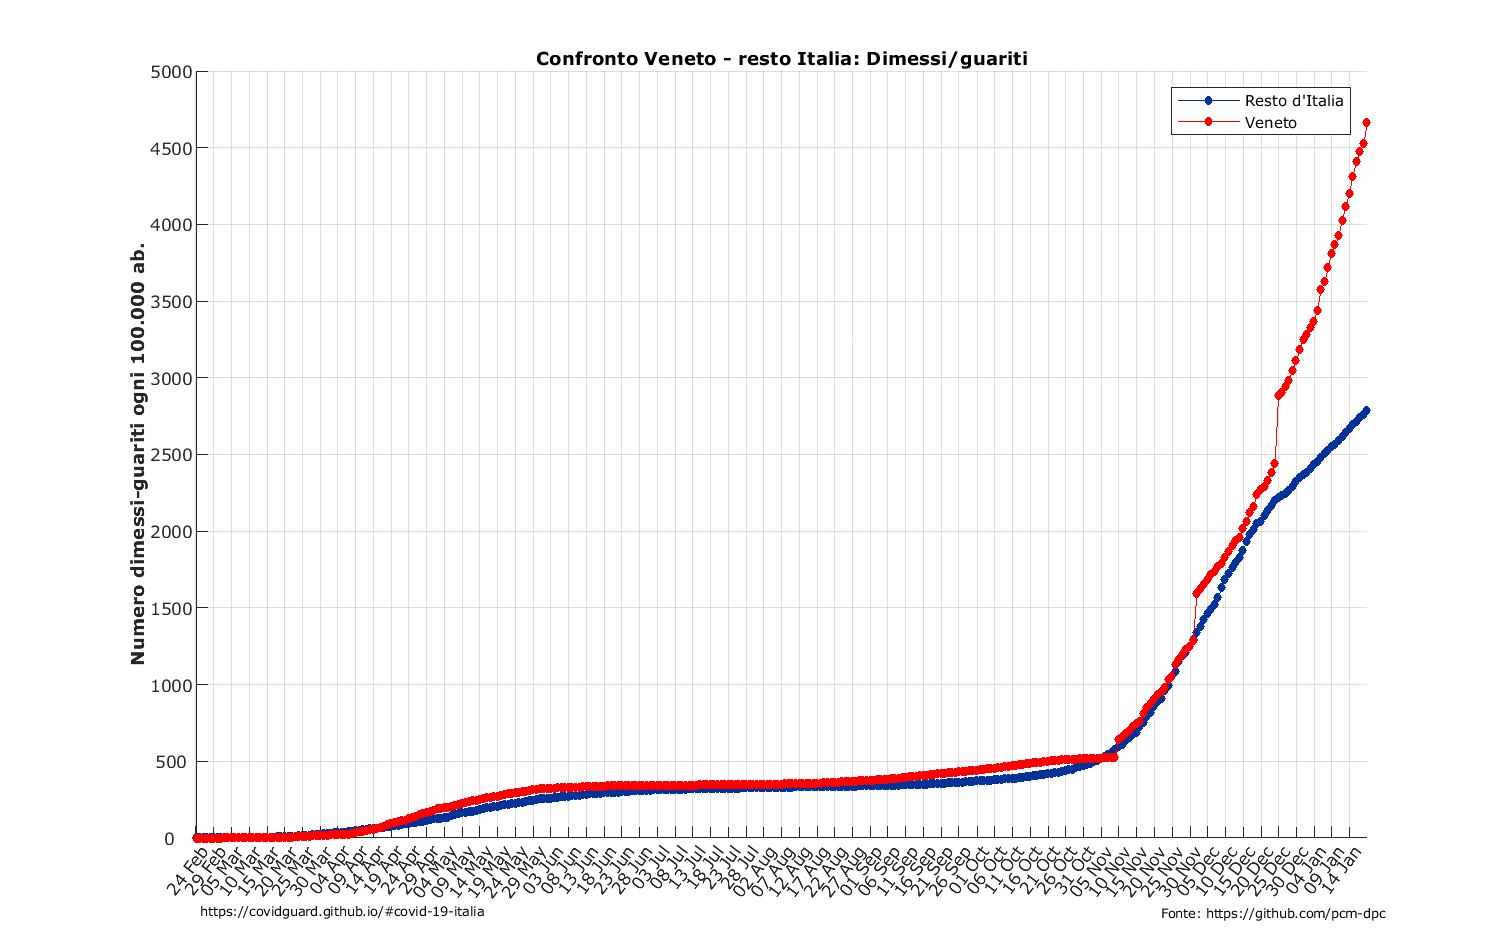 Confronto Veneto - resto Italia: Dimessi/guariti
Resto d'Italia
Veneto
Numero dimessi-guariti ogni 100.000 ab.
5000
4500
4000
3500
3000
2500
2000
1500
1000
500
0
24 Feb
29 Feb
05 Mar
10 Mar
15 Mar
20 Mar
25 Mar
30 Mar
04 Apr
09 Apr
14 Apr
19 Apr
24 Apr
29 Apr
04 May
09 May
14 May
19 May
24 May
29 May
03 Jun
08 Jun
13 Jun
18 Jun
23 Jun
28 Jun
03 Jul
08 Jul
13 Jul
18 Jul
23 Jul
28 Jul
02 Aug
07 Aug
12 Aug
17 Aug
22 Aug
27 Aug
01 Sep
06 Sep
11 Sep
16 Sep
21 Sep
26 Sep
01 Oct
06 Oct
11 Oct
16 Oct
21 Oct
26 Oct
31 Oct
05 Nov
10 Nov
15 Nov
20 Nov
25 Nov
30 Nov
05 Dec
10 Dec
15 Dec
20 Dec
25 Dec
30 Dec
04 Jan
09 Jan
14 Jan
https://covidguard.github.io/#covid-19-italia
Fonte: https://github.com/pcm-dpc